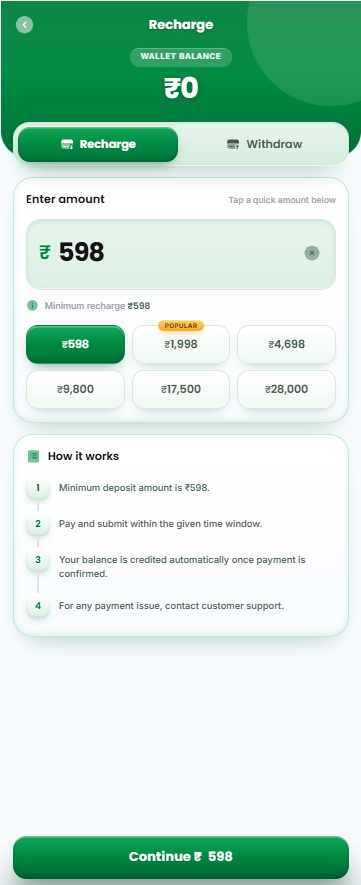 Recharge
WALLET BALANCE
₹0
Recharge
Withdraw
Enter amount
Tap a quick amount below
₹ 598
Minimum recharge ₹598
POPULAR
₹598
₹1,998
₹4,698
₹9,800
₹17,500
₹28,000
How it works
1 Minimum deposit amount is ₹598.
2 Pay and submit within the given time window.
3 Your balance is credited automatically once payment is
confirmed.
4 For any payment issue, contact customer support.
Continue ₹ 598